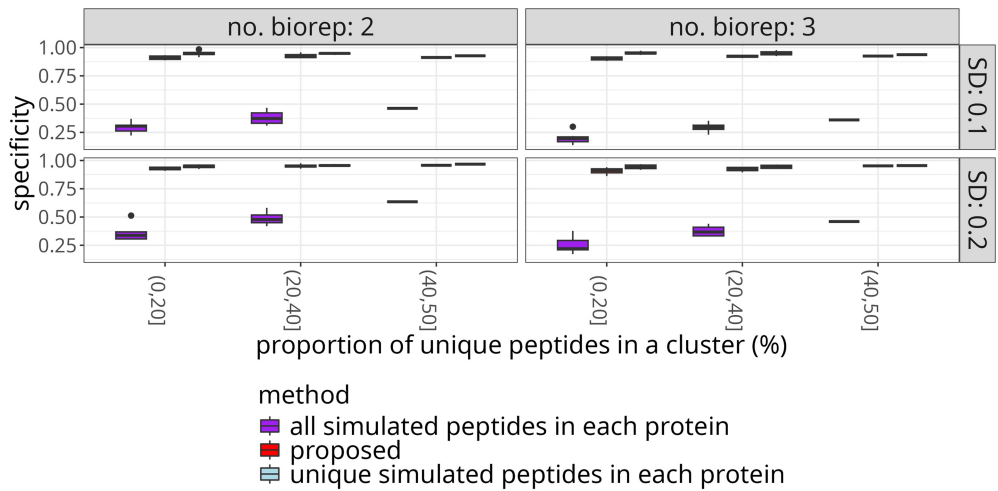 no. biorep: 2
no. biorep: 3
specificity
1.00
0.75
0.50
0.25
SD: 0.1
1.00
0.75
0.50
0.25
SD: 0.2
(0,20]
(20,40]
(40,50]
(0,20]
(20,40]
(40,50]
proportion of unique peptides in a cluster (%)
method
all simulated peptides in each protein
proposed
unique simulated peptides in each protein